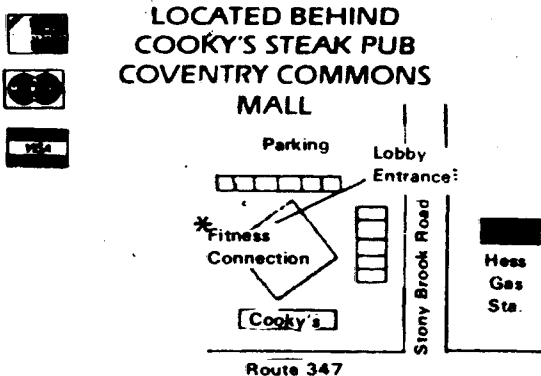 LOCATED BEHIND
COOKY'S STEAK PUB
COVENTRY COMMONS
MALL
VISA
Parking
Lobby
Entrance
*Fitness
Connection
Cooky's
Stony Brook Road
Hess
Gas
Sta.
Route 347